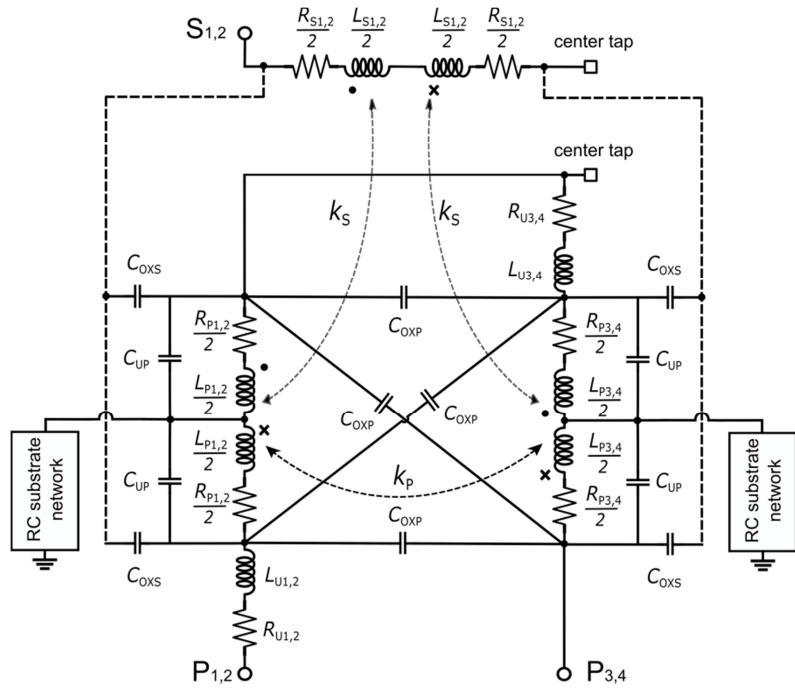 S1,2
RS1,2/2 LS1,2/2 LS1,2/2 RS1,2/2
center tap
center tap
kS kS
RU3,4
LU3,4
COXS COXS
COXP
RP1,2/2 RP3,4/2
CUP CUP
LP1,2/2 LP3,4/2
COXP COXP
LP1,2/2 LP3,4/2
RC substrate
network
RC substrate
network
kP
CUP CUP
RP1,2/2 RP3,4/2
COXP
COXS COXS
LU1,2
RU1,2
P1,2 P3,4